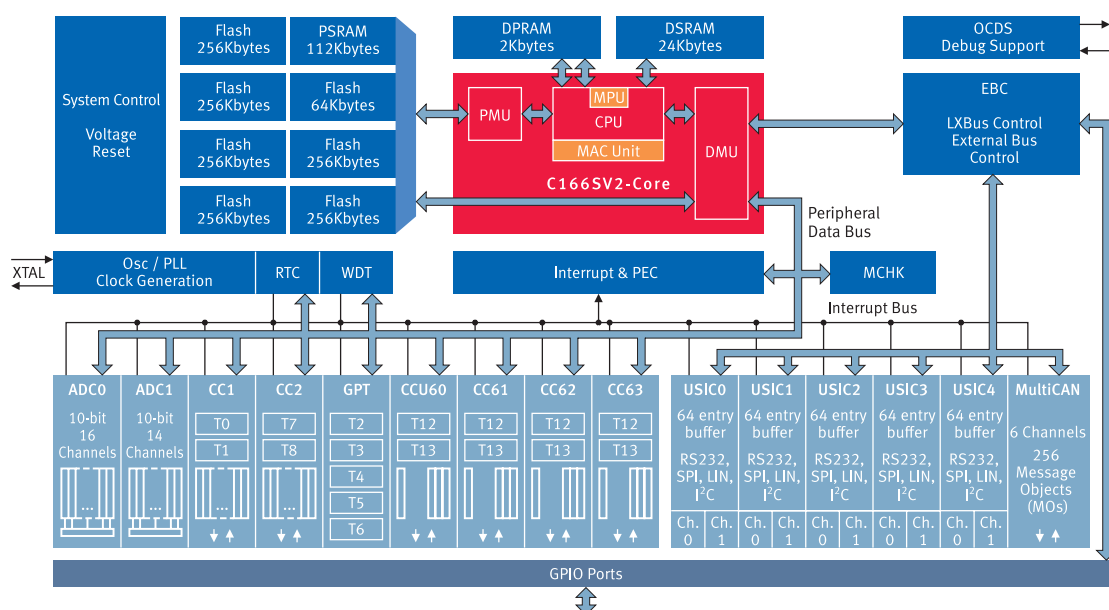 System Control
Voltage
Reset
Flash
256Kbytes
PSRAM
112Kbytes
Flash
256Kbytes
Flash
64Kbytes
Flash
256Kbytes
Flash
256Kbytes
Flash
256Kbytes
Flash
256Kbytes
DPRAM
2Kbytes
DSRAM
24Kbytes
OCDS
Debug Support
PMU
MPU
CPU
MAC Unit
DMU
C166SV2-Core
EBC
LXBus Control
External Bus
Control
Peripheral
Data Bus
XTAL
Osc / PLL
Clock Generation
RTC
WDT
Interrupt & PEC
MCHK
Interrupt Bus
ADC0
10-bit
16
Channels
...
ADC1
10-bit
14
Channels
...
CC1
T0
T1
...
CC2
T7
T8
...
GPT
T2
T3
T4
T5
T6
CCU60
T12
T13
CC61
T12
T13
CC62
T12
T13
CC63
T12
T13
USIC0
64 entry
buffer
RS232,
SPI, LIN,
I²C
Ch.
0
Ch.
1
USIC1
64 entry
buffer
RS232,
SPI, LIN,
I²C
Ch.
0
Ch.
1
USIC2
64 entry
buffer
RS232,
SPI, LIN,
I²C
Ch.
0
Ch.
1
USIC3
64 entry
buffer
RS232,
SPI, LIN,
I²C
Ch.
0
Ch.
1
USIC4
64 entry
buffer
RS232,
SPI, LIN,
I²C
Ch.
0
Ch.
1
MultiCAN
6 Channels
256
Message
Objects
(MOs)
GPIO Ports